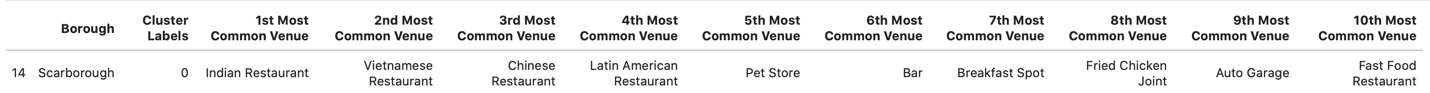 Borough Cluster Labels 1st Most Common Venue 2nd Most Common Venue 3rd Most Common Venue 4th Most Common Venue 5th Most Common Venue 6th Most Common Venue 7th Most Common Venue 8th Most Common Venue 9th Most Common Venue 10th Most Common Venue
14 Scarborough 0 Indian Restaurant Vietnamese Restaurant Chinese Restaurant Latin American Restaurant Pet Store Bar Breakfast Spot Fried Chicken Joint Auto Garage Fast Food Restaurant